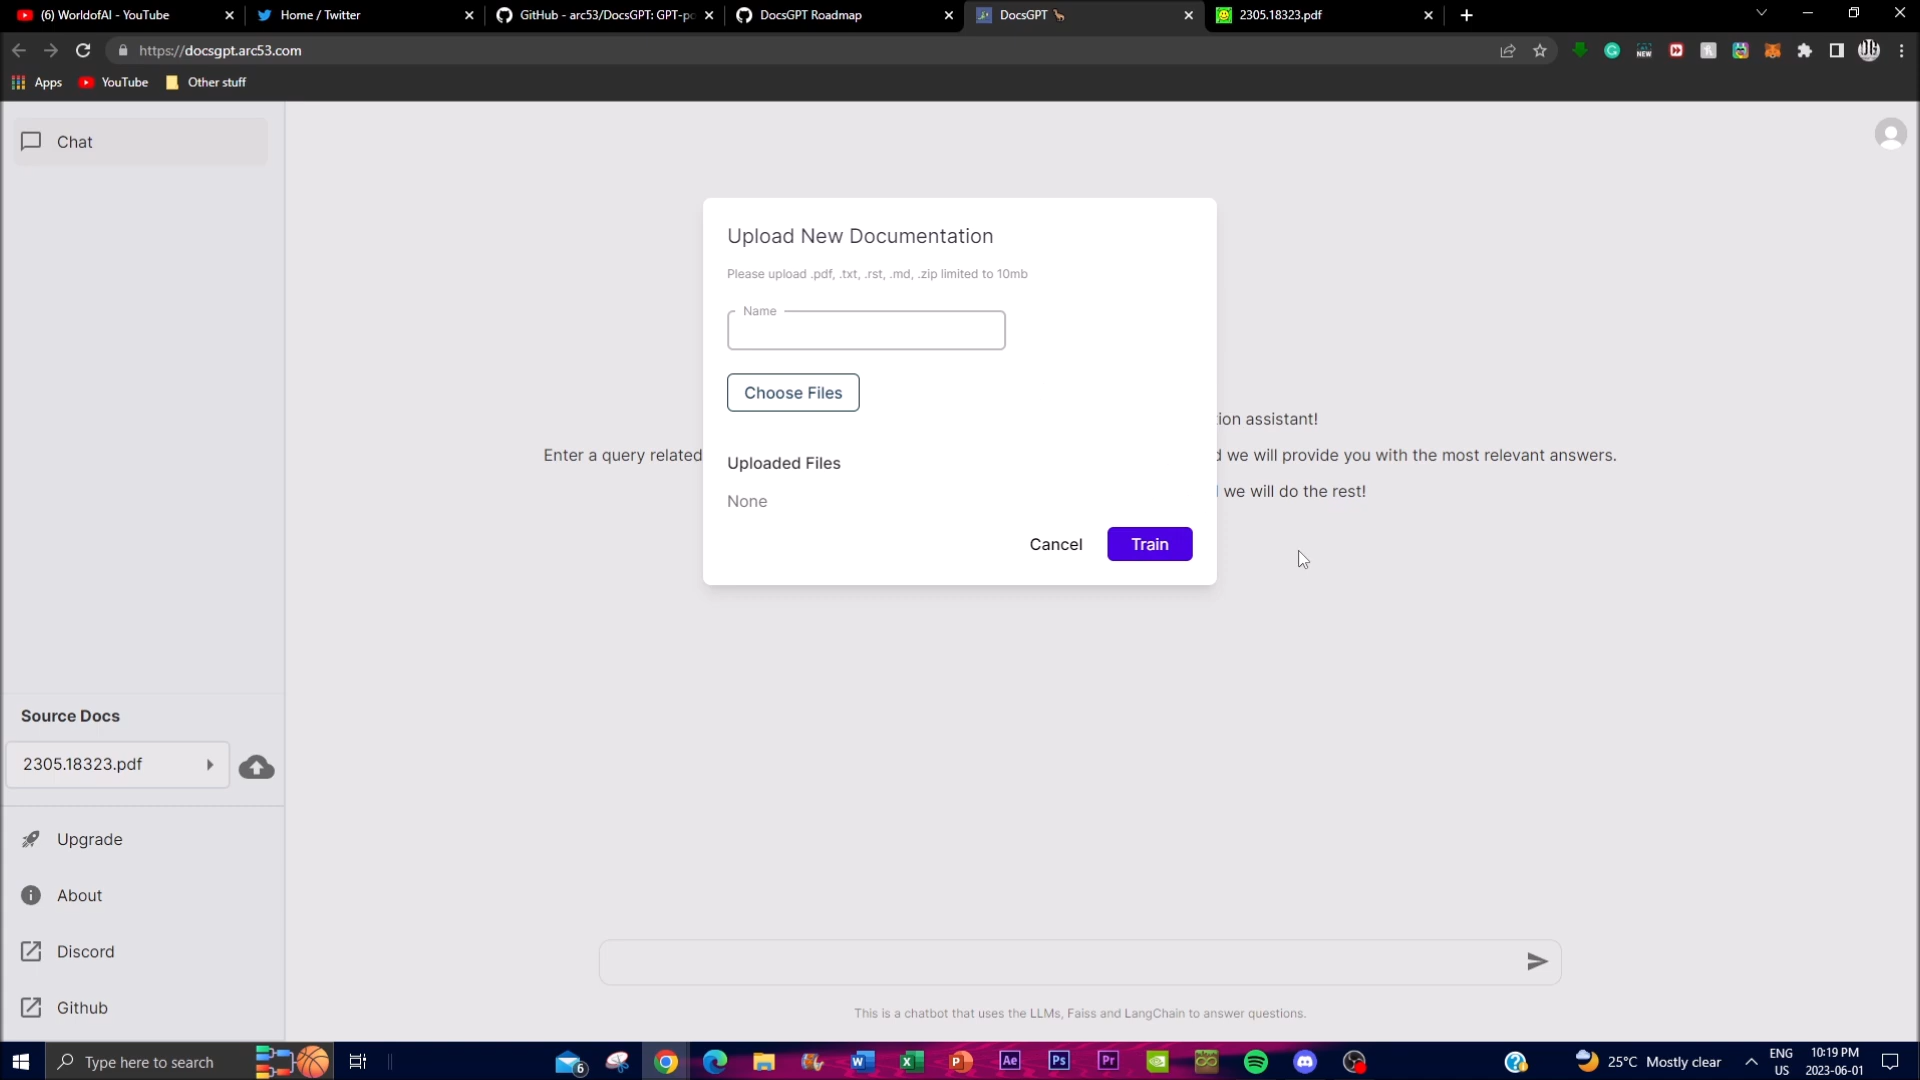 (6) WorldofAI - YouTube
Home / Twitter
GitHub - arc53/DocsGPT: GPT-po
DocsGPT Roadmap
DocsGPT 🦖
2305.18323.pdf
https://docsgpt.arc53.com
Apps
YouTube
Other stuff
Chat
Upload New Documentation
Please upload .pdf, .txt, .rst, .md, .zip limited to 10mb
Name
Choose Files
ion assistant!
Enter a query related
we will provide you with the most relevant answers.
Uploaded Files
we will do the rest!
None
Cancel
Train
Source Docs
2305.18323.pdf
Upgrade
About
Discord
Github
This is a chatbot that uses the LLMs, Faiss and LangChain to answer questions.
Type here to search
6
Ae
Ps
Pr
25°C Mostly clear
ENG
US
10:19 PM
2023-06-01